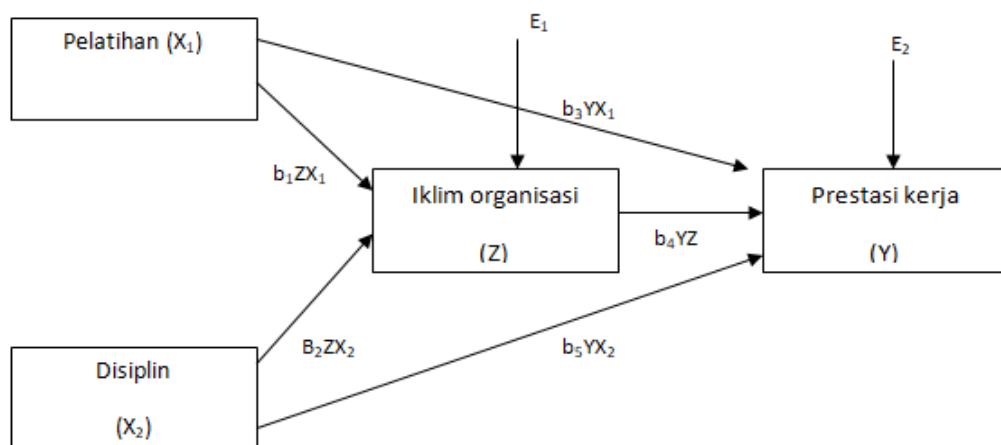 Pelatihan (X₁)
E₁
E₂
b₃YX₁
b₁ZX₁
Iklim organisasi
(Z)
Prestasi kerja
(Y)
b₄YZ
B₂ZX₂
b₅YX₂
Disiplin
(X₂)